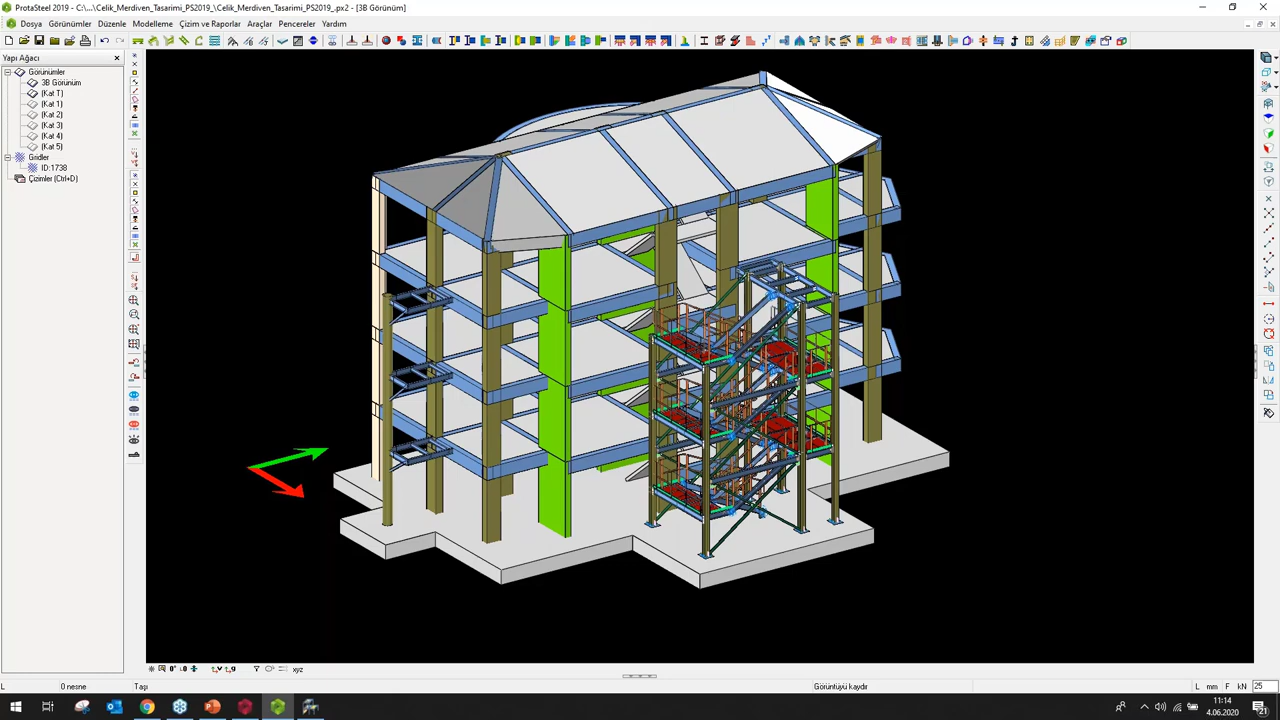 ProtaSteel 2019 - C:\...\Celik_Merdiven_Tasarimi_PS2019_\Celik_Merdiven_Tasarimi_PS2019_.px2 - [3B Görünüm]
Dosya Görünümler Düzenle Modelleme Çizim ve Raporlar Araçlar Pencereler Yardım
Yapı Ağacı
Görünümler
3B Görünüm
(Kat T)
(Kat 1)
(Kat 2)
(Kat 3)
(Kat 4)
(Kat 5)
Gridler
ID:1738
Çizimler (Ctrl+D)
xyz
L 0 nesne Taşı Görüntüyü kaydır L mm F kN 25
11:14
4.06.2020
21